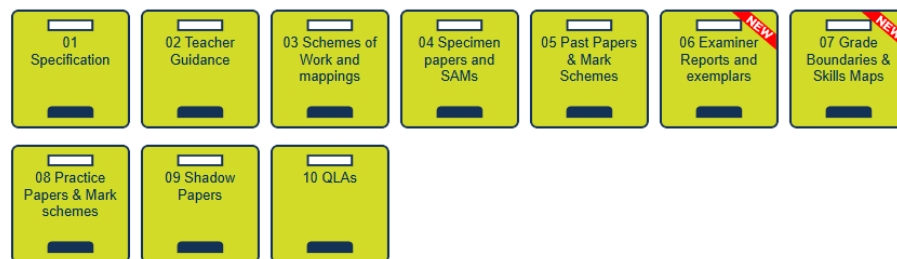 01
Specification
02 Teacher
Guidance
03 Schemes of
Work and
mappings
04 Specimen
papers and
SAMs
05 Past Papers
& Mark
Schemes
NEW
06 Examiner
Reports and
exemplars
NEW
07 Grade
Boundaries &
Skills Maps
08 Practice
Papers & Mark
schemes
09 Shadow
Papers
10 QLAs